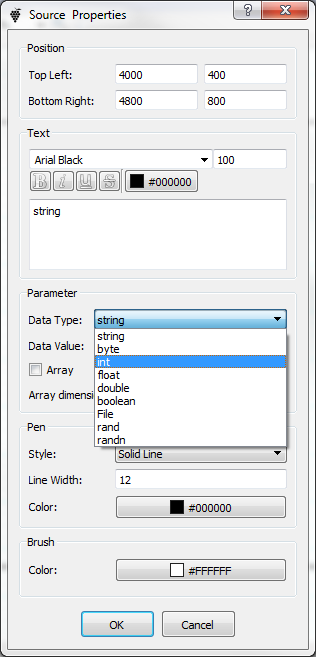 Source Properties
?
Position
Top Left: 4000 400
Bottom Right: 4800 800
Text
Arial Black 100
B i U S #000000
string
Parameter
Data Type: string
string
Data Value: byte
int
Array float
double
Array dimensi boolean
File
rand
randn
Pen
Style: Solid Line
Line Width: 12
Color: #000000
Brush
Color: #FFFFFF
OK Cancel